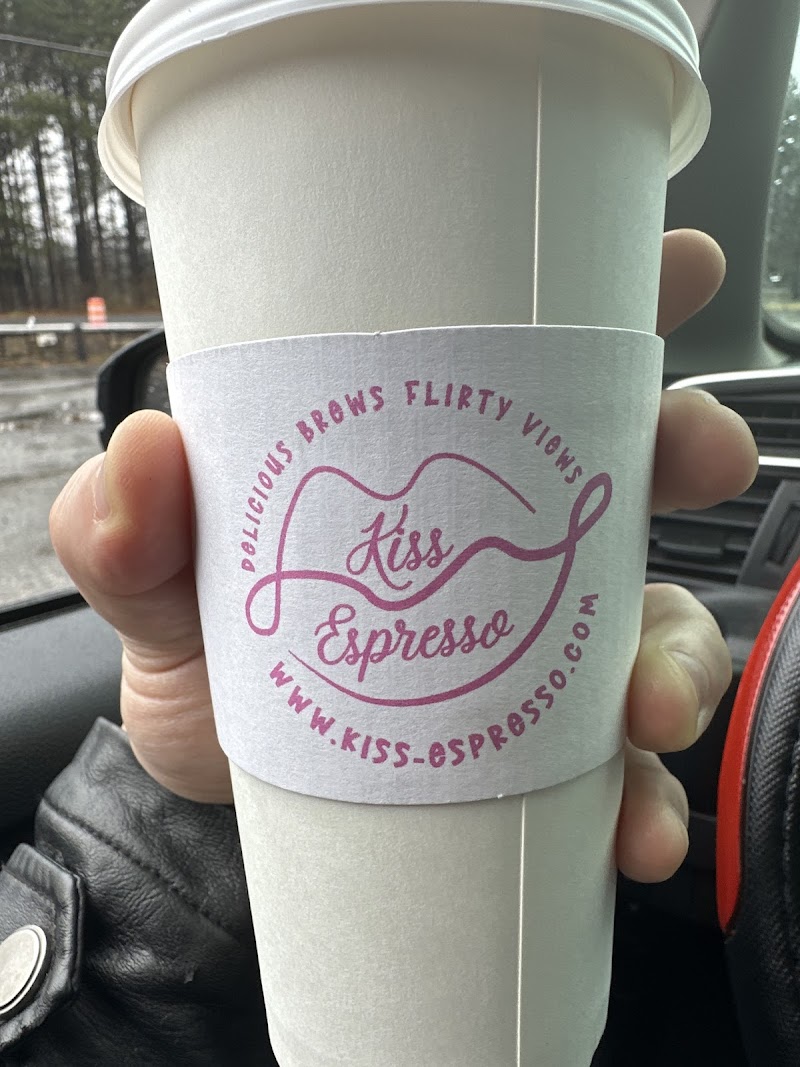 DELICIOUS BREWS FLIRTY VIEWS
Kiss
Espresso
WWW.KISS-ESPRESSO.COM